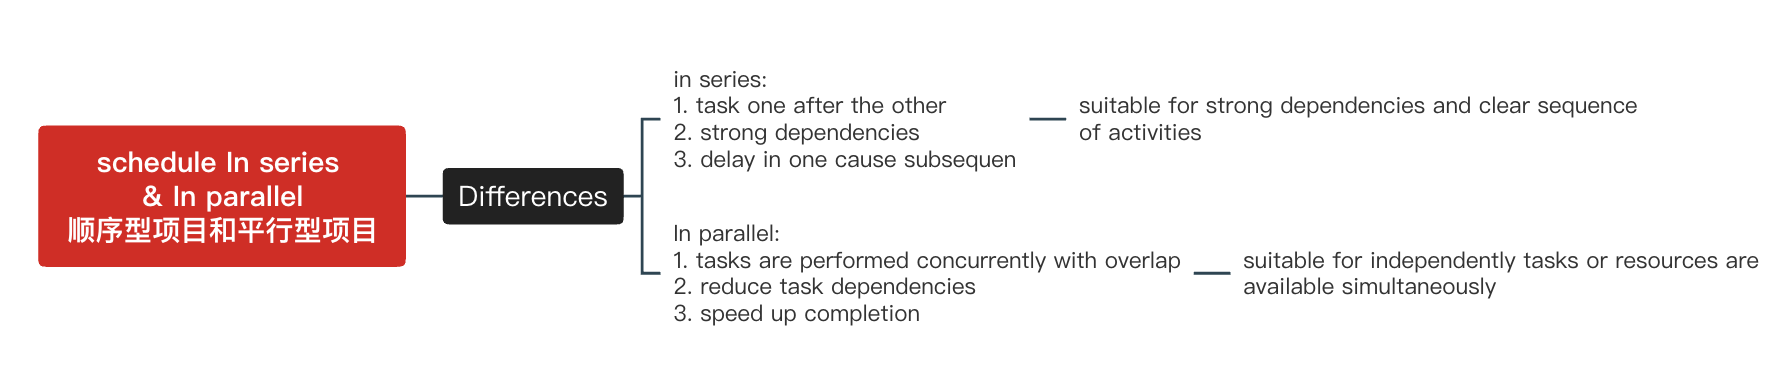 schedule In series
& In parallel
顺序型项目和平行型项目
Differences
in series:
1. task one after the other
2. strong dependencies
3. delay in one cause subsequen
suitable for strong dependencies and clear sequence
of activities
In parallel:
1. tasks are performed concurrently with overlap
2. reduce task dependencies
3. speed up completion
suitable for independently tasks or resources are
available simultaneously